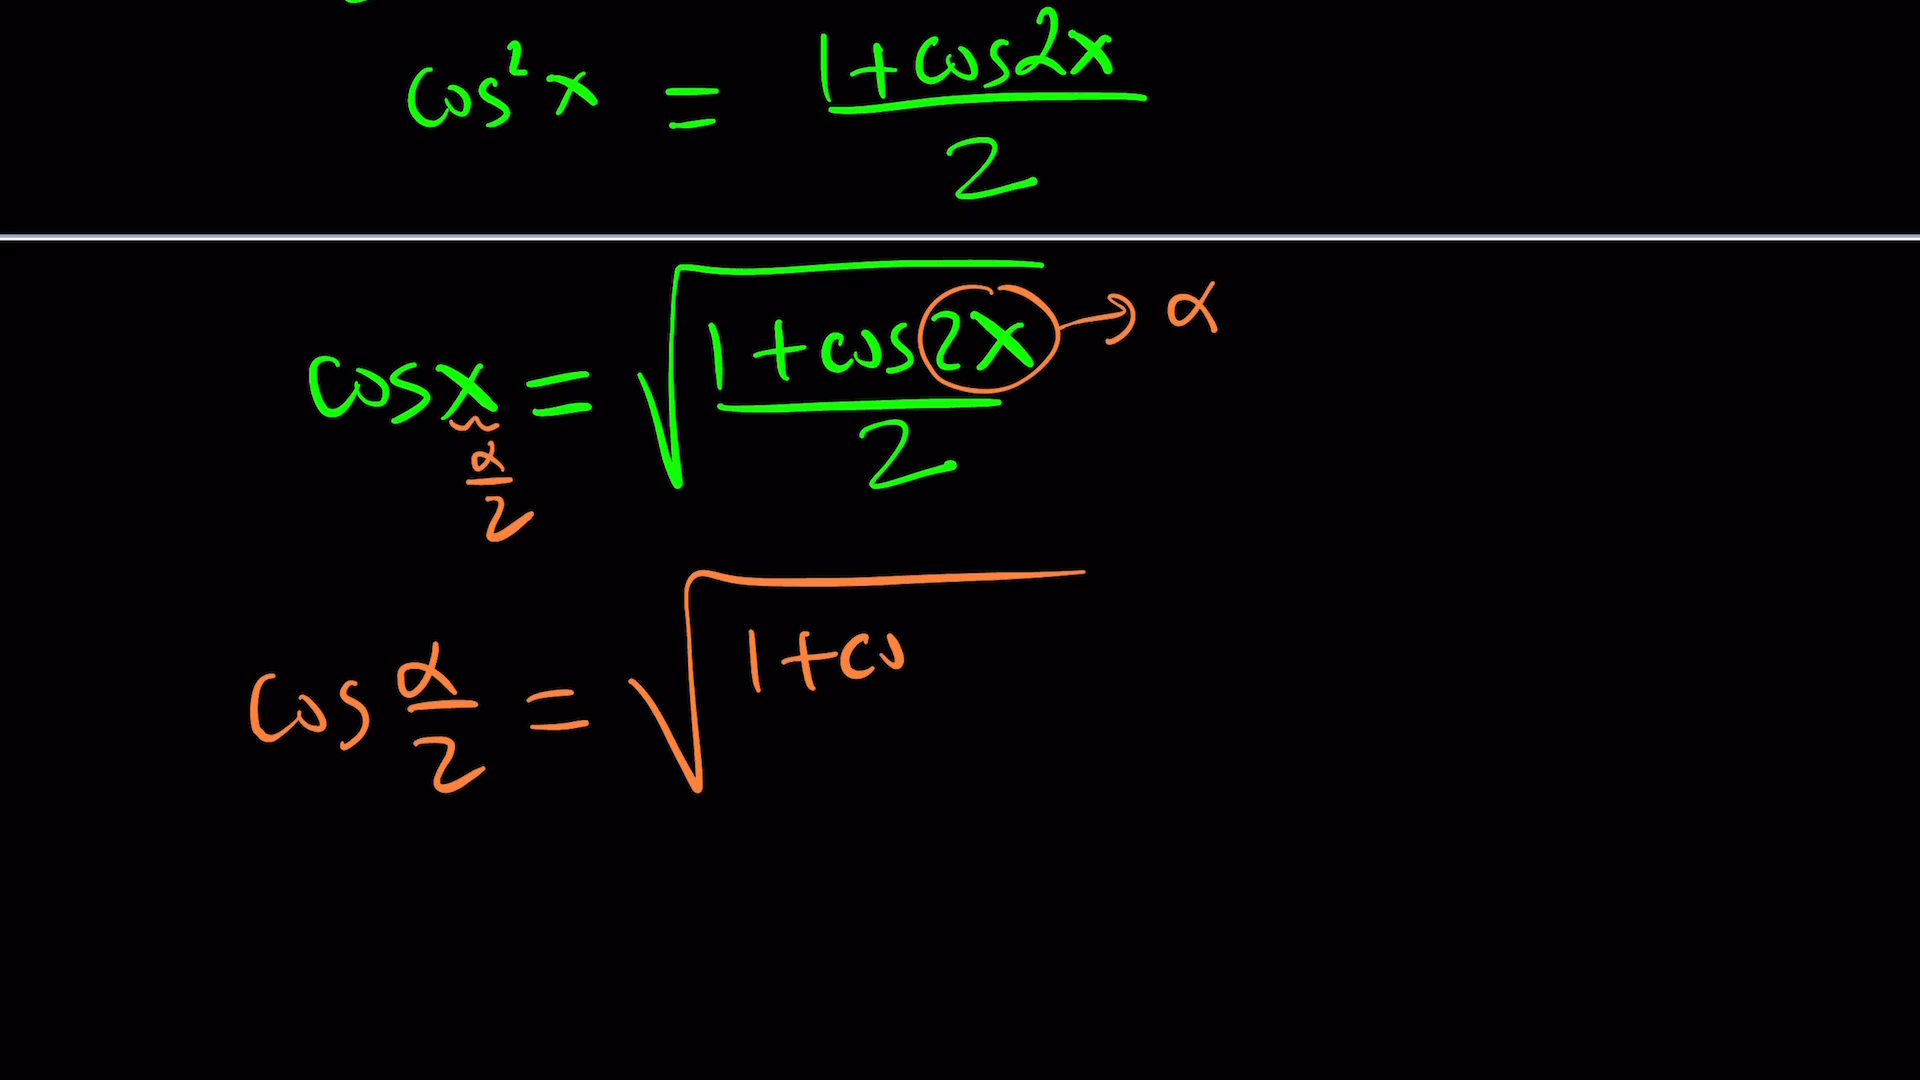 cos²x = (1+cos2x)/2
cosx = √((1+cos2x)/2) → α
α/2
cos α/2 = √(1+co